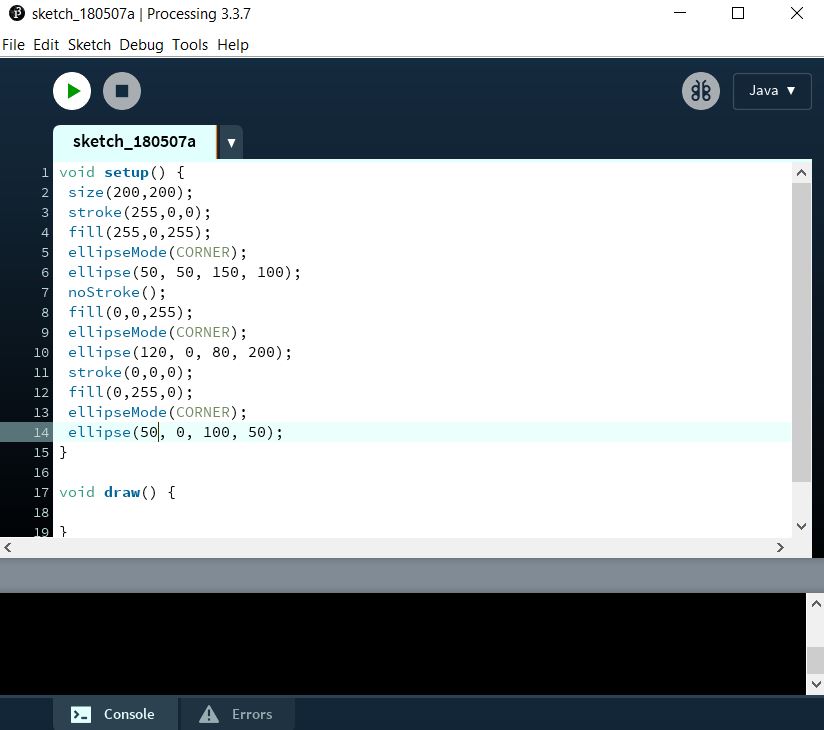 sketch_180507a | Processing 3.3.7
File Edit Sketch Debug Tools Help
Java ▼
sketch_180507a ▼
1 void setup() {
2 size(200,200);
3 stroke(255,0,0);
4 fill(255,0,255);
5 ellipseMode(CORNER);
6 ellipse(50, 50, 150, 100);
7 noStroke();
8 fill(0,0,255);
9 ellipseMode(CORNER);
10 ellipse(120, 0, 80, 200);
11 stroke(0,0,0);
12 fill(0,255,0);
13 ellipseMode(CORNER);
14 ellipse(50, 0, 100, 50);
15 }
16
17 void draw() {
18
19 }
Console Errors